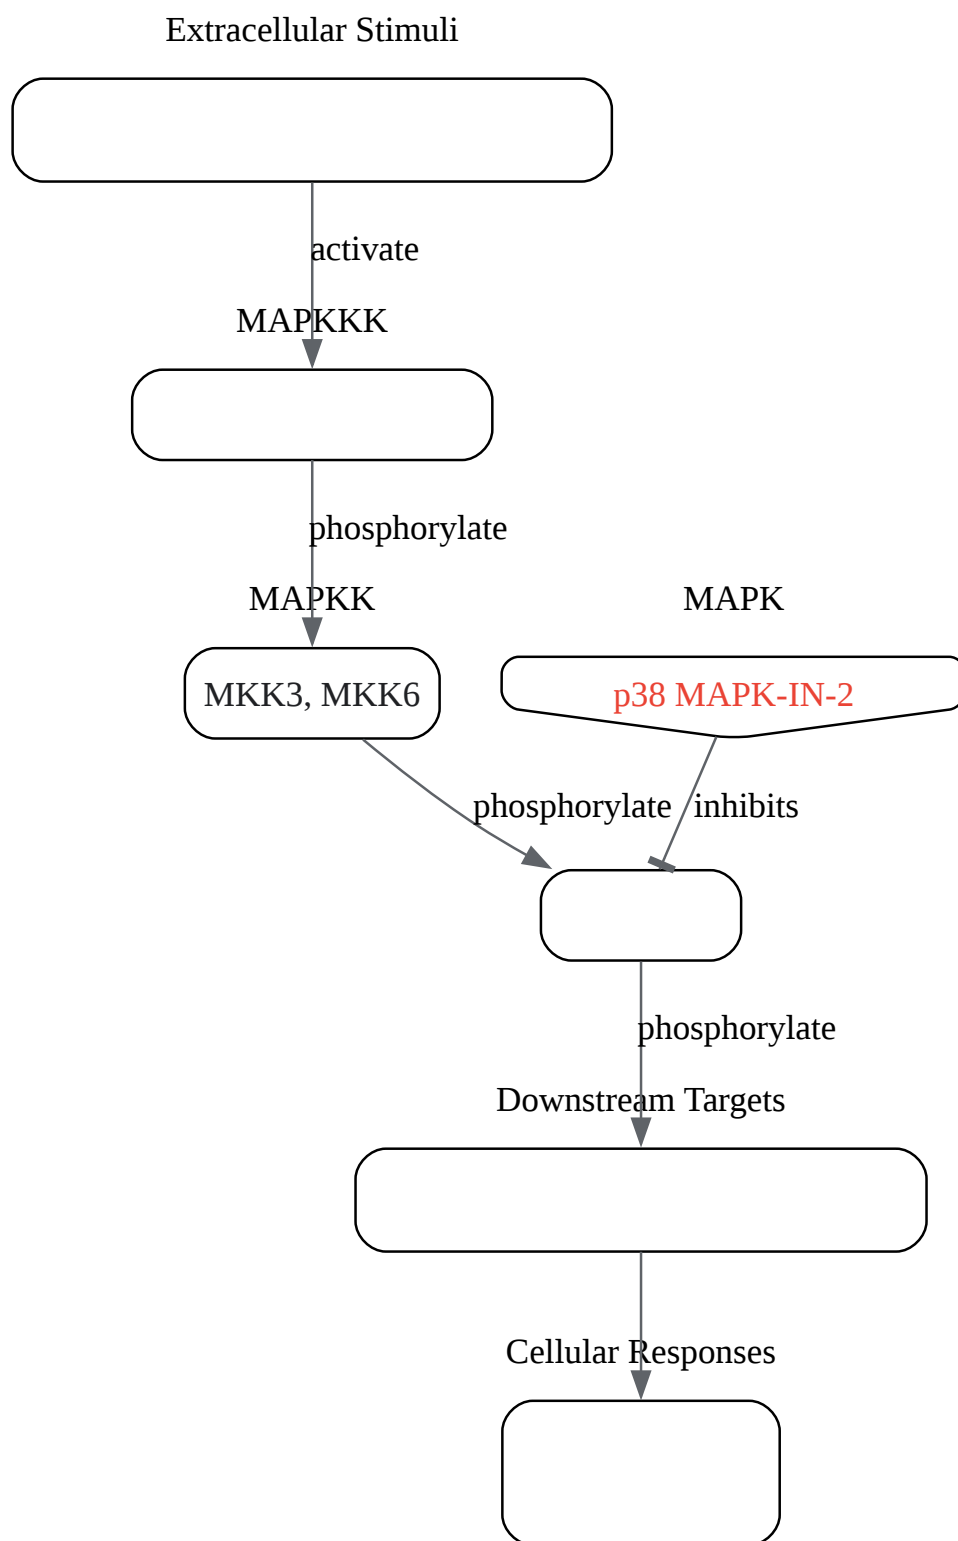 Extracellular Stimuli
activate
MAPKKK
phosphorylate
MAPKK
MAPK
MKK3, MKK6
p38 MAPK-IN-2
phosphorylate
inhibits
phosphorylate
Downstream Targets
Cellular Responses